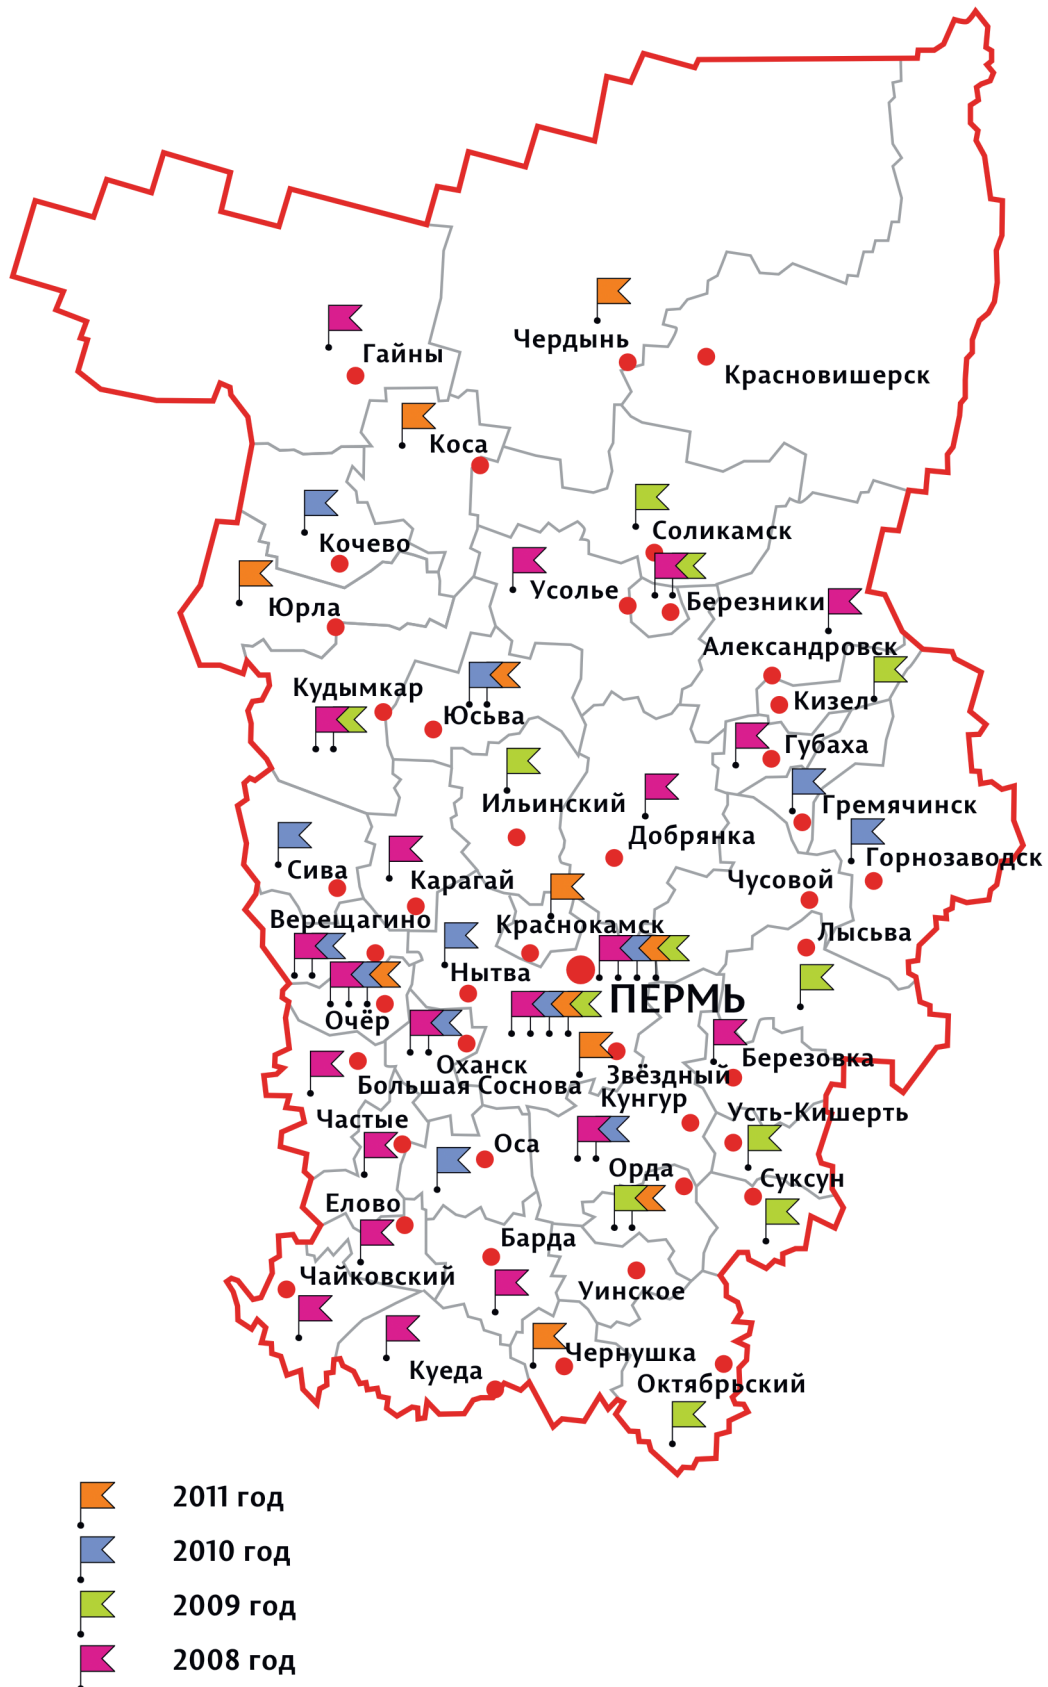 Чердынь
Гайны
Красновишерск
Коса
Соликамск
Кочево
Усолье
Березники
Юрла
Александровск
Кудымкар
Кизел
Юсьва
Губаха
Ильинский
Гремячинск
Добрянка
Горнозаводск
Сива
Карагай
Чусовой
Верещагино
Краснокамск
Лысьва
Нытва
ПЕРМЬ
Очёр
Оханск
Березовка
Звёздный
Большая Соснова
Кунгур
Частые
Усть-Кишерть
Оса
Орда
Суксун
Елово
Барда
Чайковский
Уинское
Чернушка
Куеда
Октябрьский
2011 год
2010 год
2009 год
2008 год